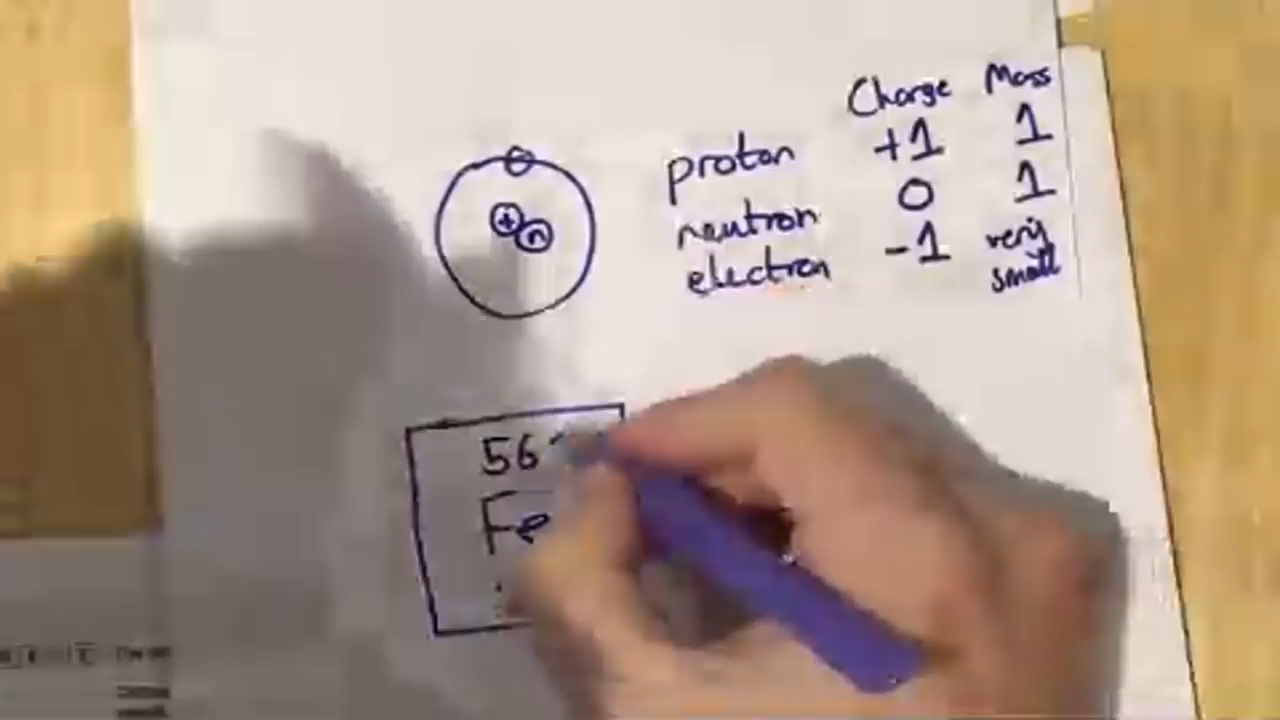 Charge Mass
proton +1 1
neutron 0 1
electron -1 very small
+
n
56
Fe